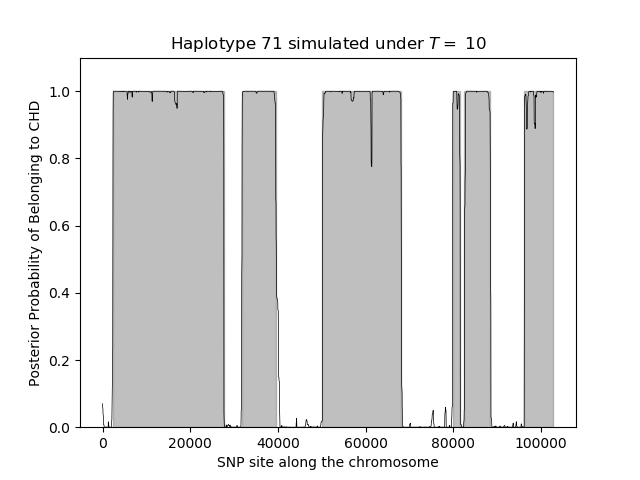 Haplotype 71 simulated under T = 10
1.0
0.8
0.6
0.4
0.2
0.0
Posterior Probability of Belonging to CHD
0 20000 40000 60000 80000 100000
SNP site along the chromosome